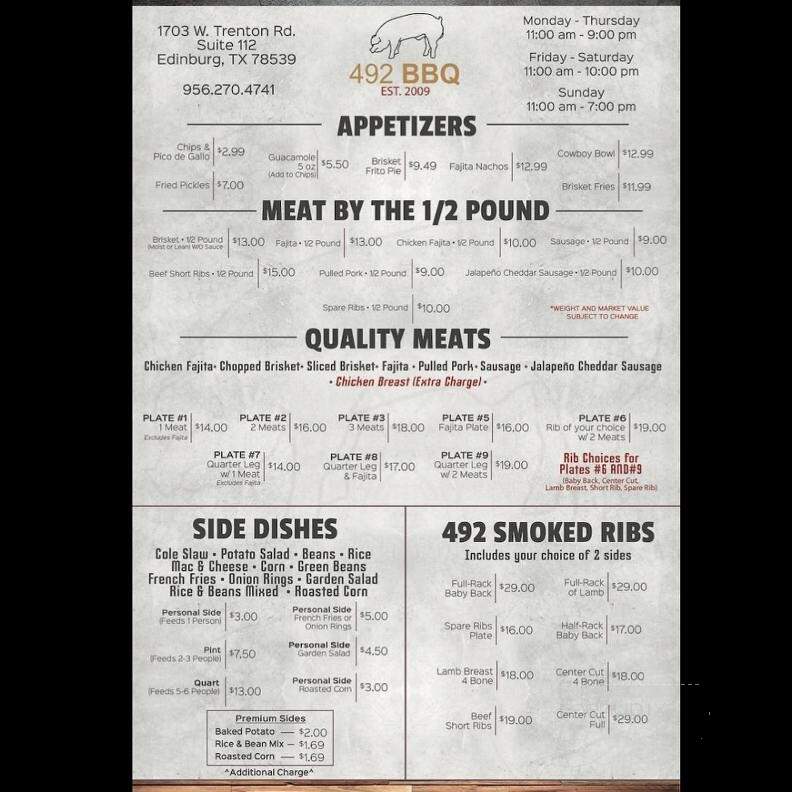 1703 W. Trenton Rd.
Suite 112
Edinburg, TX 78539
956.270.4741
492 BBQ
EST. 2009
Monday - Thursday
11:00 am - 9:00 pm
Friday - Saturday
11:00 am - 10:00 pm
Sunday
11:00 am - 7:00 pm
APPETIZERS
Chips &
Pico de Gallo $2.99
Guacamole
5 oz
(Add to Chips) $5.50
Brisket
Frito Pie $9.49
Fajita Nachos $12.99
Cowboy Bowl $12.99
Fried Pickles $7.00
Brisket Fries $11.99
MEAT BY THE 1/2 POUND
Brisket • 1/2 Pound
(Moist or Lean) W/O Sauce $13.00
Fajita • 1/2 Pound $13.00
Chicken Fajita • 1/2 Pound $10.00
Sausage • 1/2 Pound $9.00
Beef Short Ribs • 1/2 Pound $15.00
Pulled Pork • 1/2 Pound $9.00
Jalapeño Cheddar Sausage • 1/2 Pound $10.00
Spare Ribs • 1/2 Pound $10.00
*WEIGHT AND MARKET VALUE
SUBJECT TO CHANGE
QUALITY MEATS
Chicken Fajita• Chopped Brisket• Sliced Brisket• Fajita • Pulled Pork• Sausage • Jalapeño Cheddar Sausage
• Chicken Breast (Extra Charge) •
PLATE #1
1 Meat
Excludes Fajita $14.00
PLATE #2
2 Meats $16.00
PLATE #3
3 Meats $18.00
PLATE #5
Fajita Plate $16.00
PLATE #6
Rib of your choice
w/ 2 Meats $19.00
PLATE #7
Quarter Leg
w/ 1 Meat
Excludes Fajita $14.00
PLATE #8
Quarter Leg
& Fajita $17.00
PLATE #9
Quarter Leg
w/ 2 Meats $19.00
Rib Choices for
Plates #6 AND#9
(Baby Back, Center Cut,
Lamb Breast, Short Rib, Spare Rib)
SIDE DISHES
Cole Slaw • Potato Salad • Beans • Rice
Mac & Cheese • Corn • Green Beans
French Fries • Onion Rings • Garden Salad
Rice & Beans Mixed • Roasted Corn
Personal Side
(Feeds 1 Person) $3.00
Personal Side
French Fries or
Onion Rings $5.00
Pint
(Feeds 2-3 People) $7.50
Personal Side
Garden Salad $4.50
Quart
(Feeds 5-6 People) $13.00
Personal Side
Roasted Corn $3.00
Premium Sides
Baked Potato — $2.00
Rice & Bean Mix – $1.69
Roasted Corn — $1.69
^Additional Charge^
492 SMOKED RIBS
Includes your choice of 2 sides
Full-Rack
Baby Back $29.00
Full-Rack
of Lamb $29.00
Spare Ribs
Plate $16.00
Half-Rack
Baby Back $17.00
Lamb Breast
4 Bone $18.00
Center Cut
4 Bone $18.00
Beef
Short Ribs $19.00
Center Cut
Full $29.00